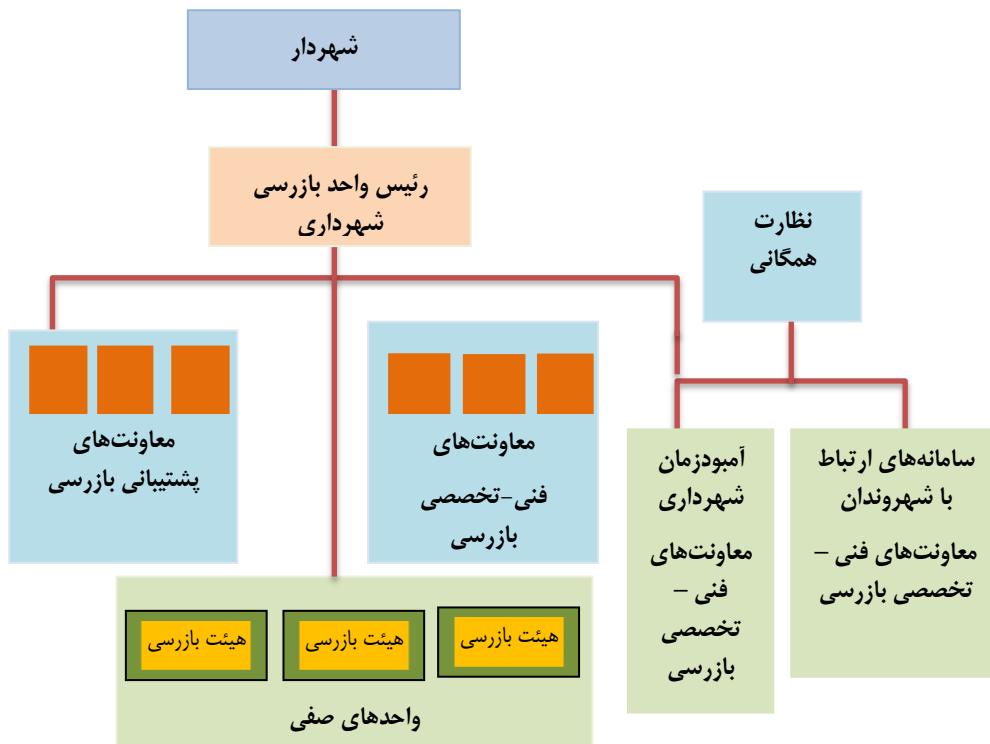 شهردار
رئیس واحد بازرسی
شهرداری
نظارت
همگانی
معاونت‌های
پشتیبانی بازرسی
معاونت‌های
فنی-تخصصی
بازرسی
آمبودزمان
شهرداری
معاونت‌های
فنی –
تخصصی
بازرسی
سامانه‌های ارتباط
با شهروندان
معاونت‌های فنی –
تخصصی بازرسی
هیئت بازرسی
هیئت بازرسی
هیئت بازرسی
واحدهای صفی